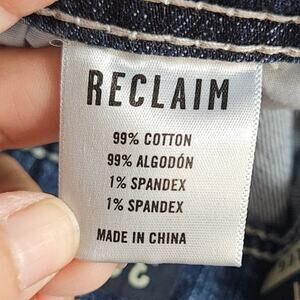 RECLAIM
99% COTTON
99% ALGODÓN
1% SPANDEX
1% SPANDEX
MADE IN CHINA